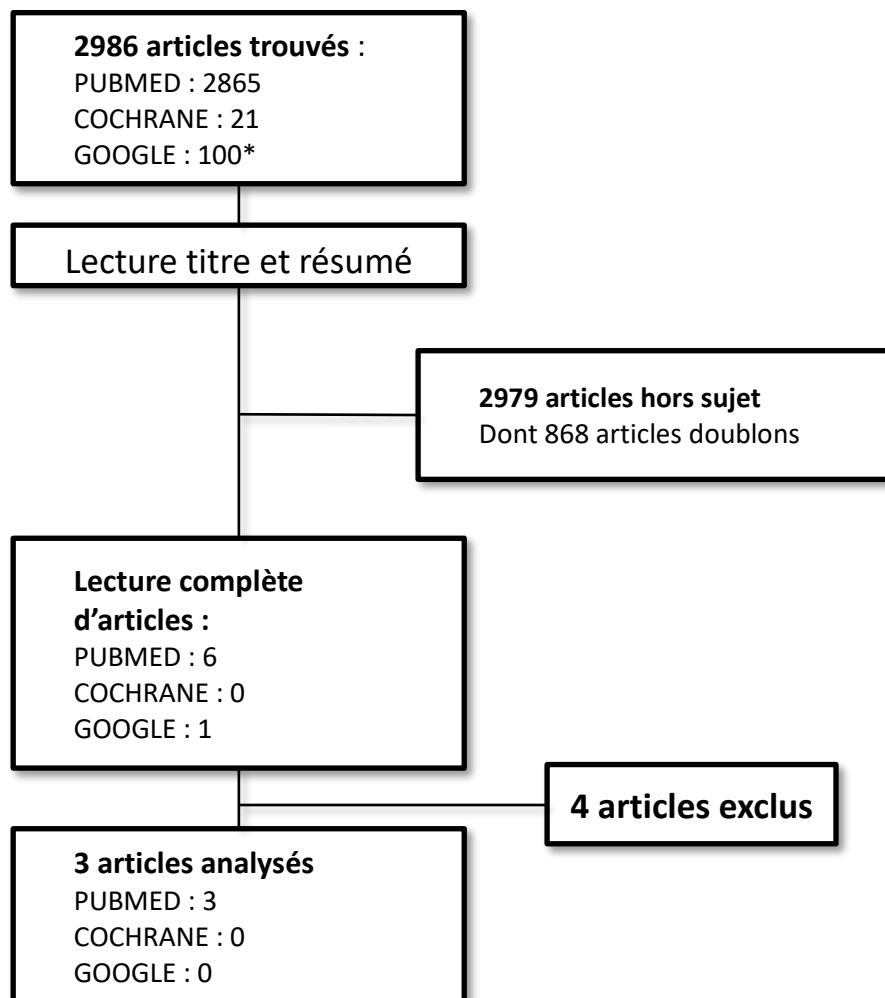 2986 articles trouvés :
PUBMED : 2865
COCHRANE : 21
GOOGLE : 100*
Lecture titre et résumé
2979 articles hors sujet
Dont 868 articles doublons
Lecture complète
d’articles :
PUBMED : 6
COCHRANE : 0
GOOGLE : 1
4 articles exclus
3 articles analysés
PUBMED : 3
COCHRANE : 0
GOOGLE : 0